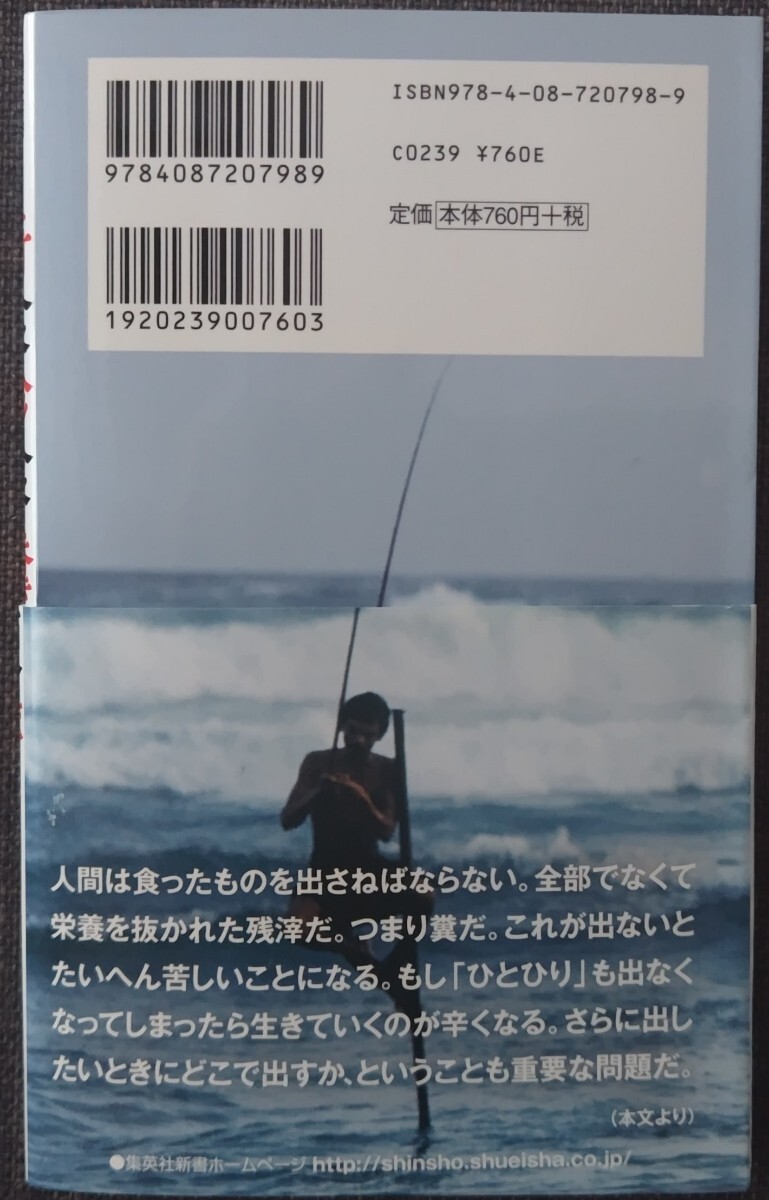 ISBN978-4-08-720798-9
C0239 ¥760E
定価 本体760円+税
9784087207989
1920239007603
人間は食ったものを出さねばならない。全部でなくて
栄養を抜かれた残滓だ。つまり糞だ。これが出ないと
たいへん苦しいことになる。もし「ひとひり」も出なく
なってしまったら生きていくのが辛くなる。さらに出し
たいときにどこで出すか、ということも重要な問題だ。
(本文より)
●集英社新書ホームページ http://shinsho.shueisha.co.jp/